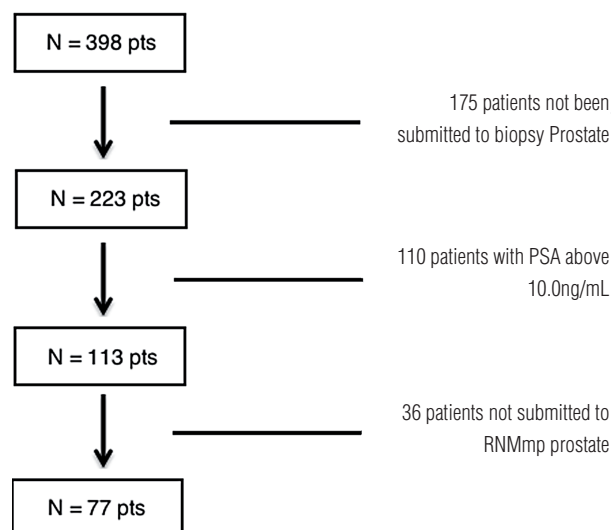 N = 398 pts
175 patients not been
submitted to biopsy Prostate
N = 223 pts
110 patients with PSA above
10.0ng/mL
N = 113 pts
36 patients not submitted to
RNMmp prostate
N = 77 pts